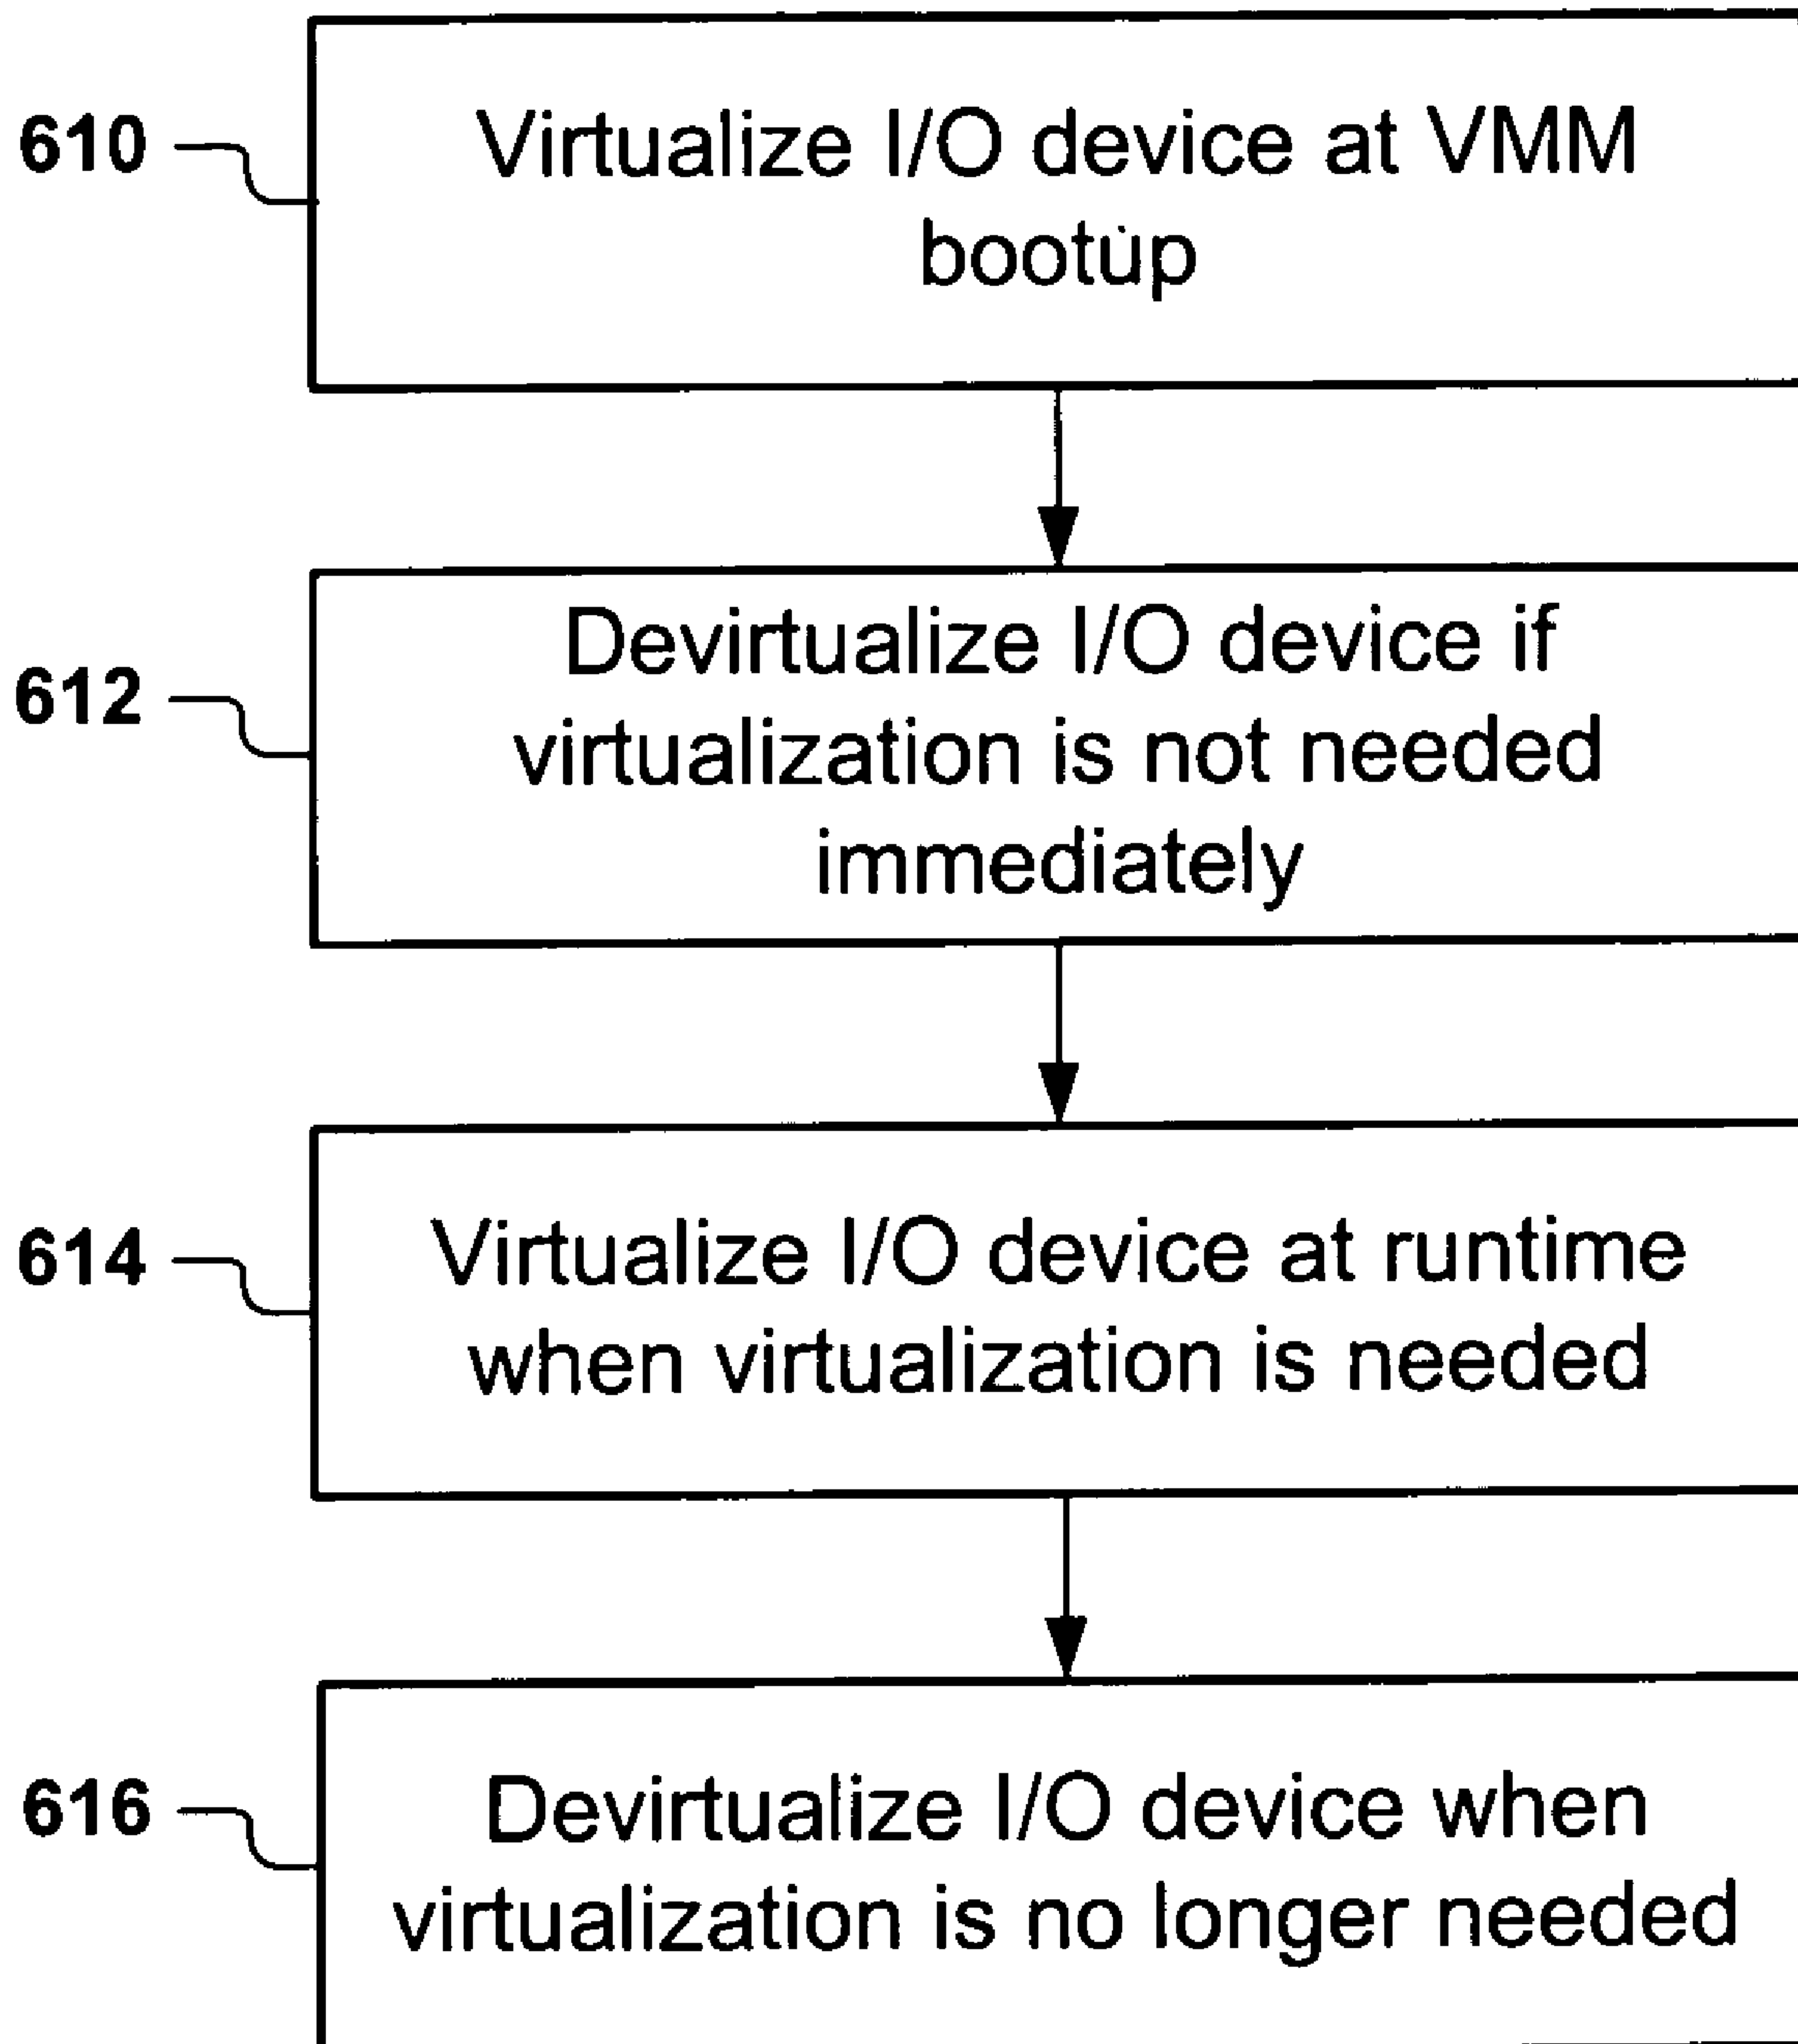 610
Virtualize I/O device at VMM
bootup
612
Devirtualize I/O device if
virtualization is not needed
immediately
614
Virtualize I/O device at runtime
when virtualization is needed
616
Devirtualize I/O device when
virtualization is no longer needed